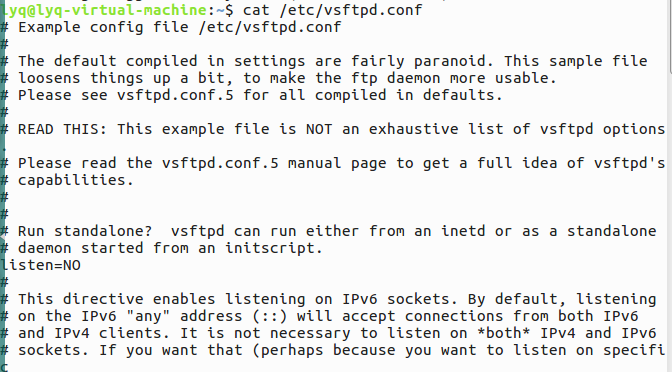 lyq@lyq-virtual-machine:~$ cat /etc/vsftpd.conf
# Example config file /etc/vsftpd.conf
#
# The default compiled in settings are fairly paranoid. This sample file
# loosens things up a bit, to make the ftp daemon more usable.
# Please see vsftpd.conf.5 for all compiled in defaults.
#
# READ THIS: This example file is NOT an exhaustive list of vsftpd options
.
# Please read the vsftpd.conf.5 manual page to get a full idea of vsftpd's
# capabilities.
#
#
# Run standalone?  vsftpd can run either from an inetd or as a standalone
# daemon started from an initscript.
listen=NO
#
# This directive enables listening on IPv6 sockets. By default, listening
# on the IPv6 "any" address (::) will accept connections from both IPv6
# and IPv4 clients. It is not necessary to listen on *both* IPv4 and IPv6
# sockets. If you want that (perhaps because you want to listen on specifi
c